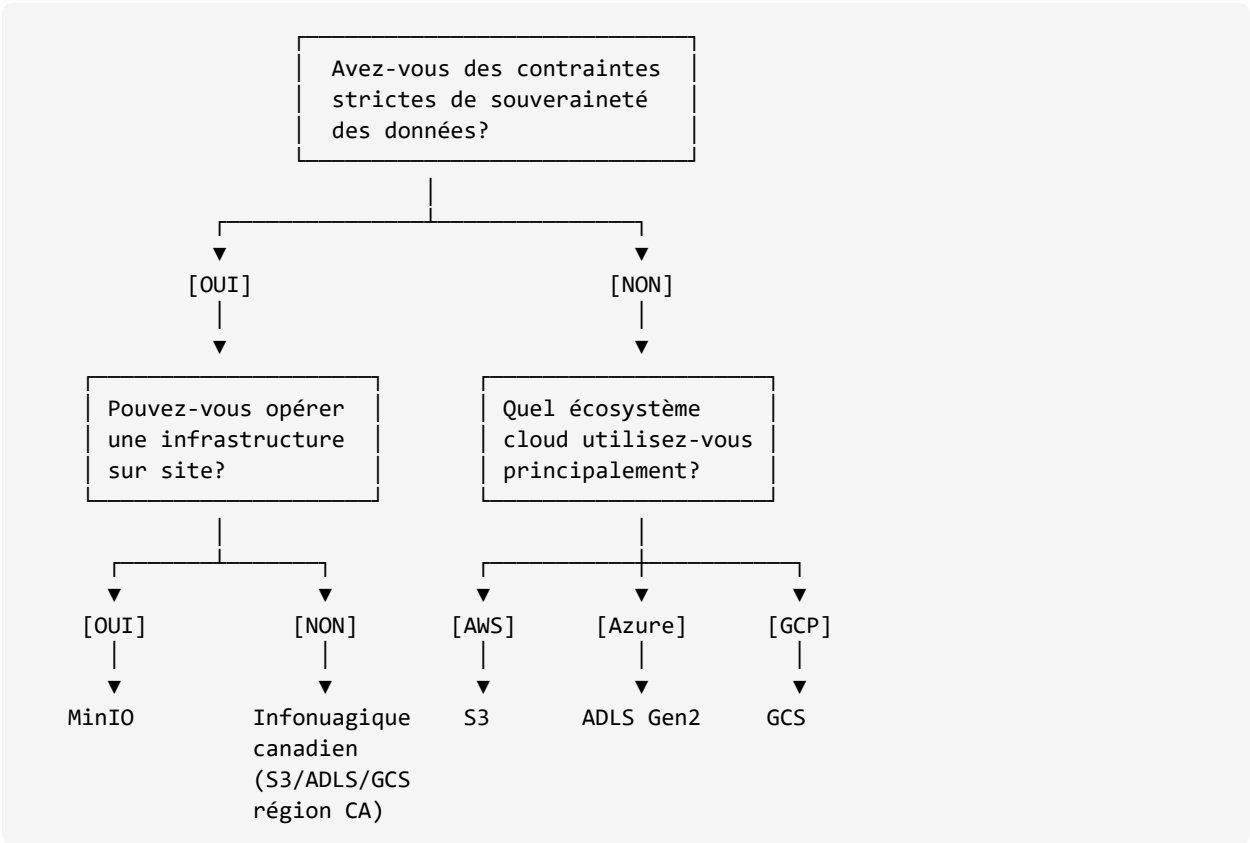 Avez-vous des contraintes
strictes de souveraineté
des données?
[OUI]
[NON]
Pouvez-vous opérer
une infrastructure
sur site?
Quel écosystème
cloud utilisez-vous
principalement?
[OUI]
[NON]
[AWS]
[Azure]
[GCP]
MinIO
Infonuagique
canadien
(S3/ADLS/GCS
région CA)
S3
ADLS Gen2
GCS